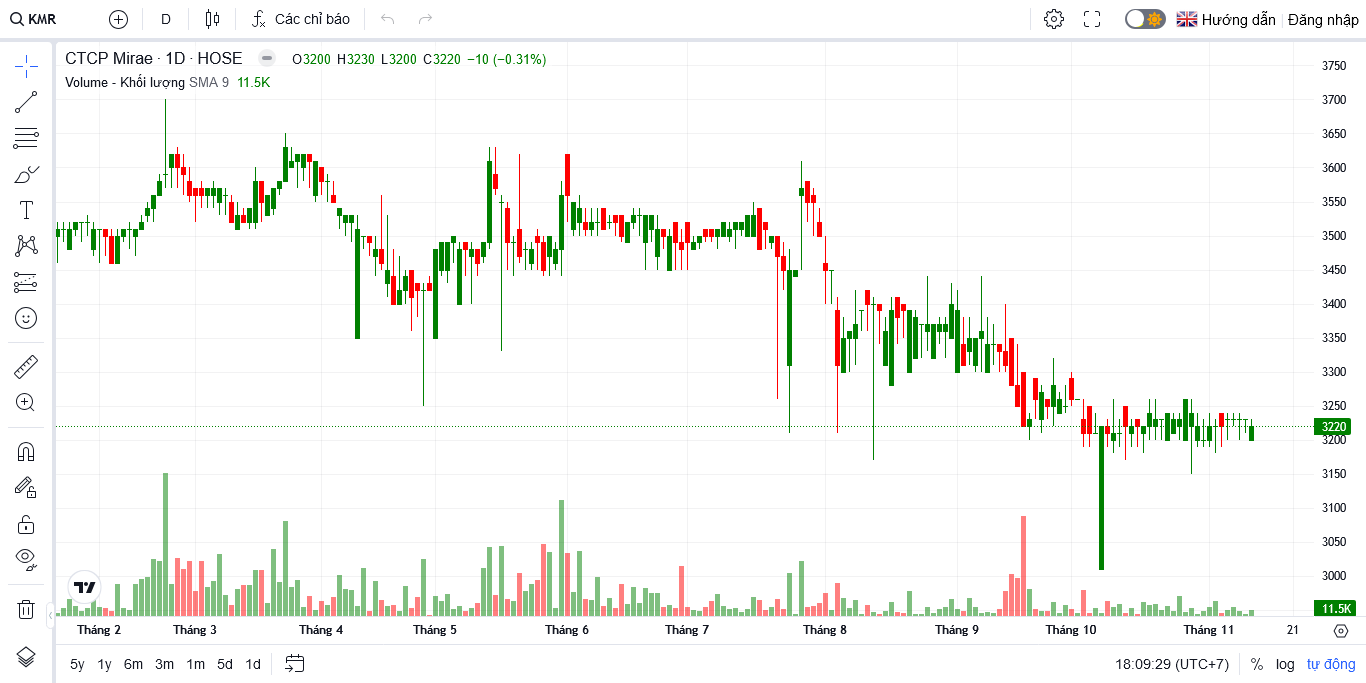 KMR D Các chỉ báo Hướng dẫn Đăng nhập
CTCP Mirae · 1D · HOSE O3200 H3230 L3200 C3220 −10 (−0.31%)
Volume - Khối lượng SMA 9 11.5K
3750
3700
3650
3600
3550
3500
3450
3400
3350
3300
3250
3220
3200
3150
3100
3050
3000
11.5K
Tháng 2 Tháng 3 Tháng 4 Tháng 5 Tháng 6 Tháng 7 Tháng 8 Tháng 9 Tháng 10 Tháng 11 21
5y 1y 6m 3m 1m 5d 1d 18:09:29 (UTC+7) % log tự động